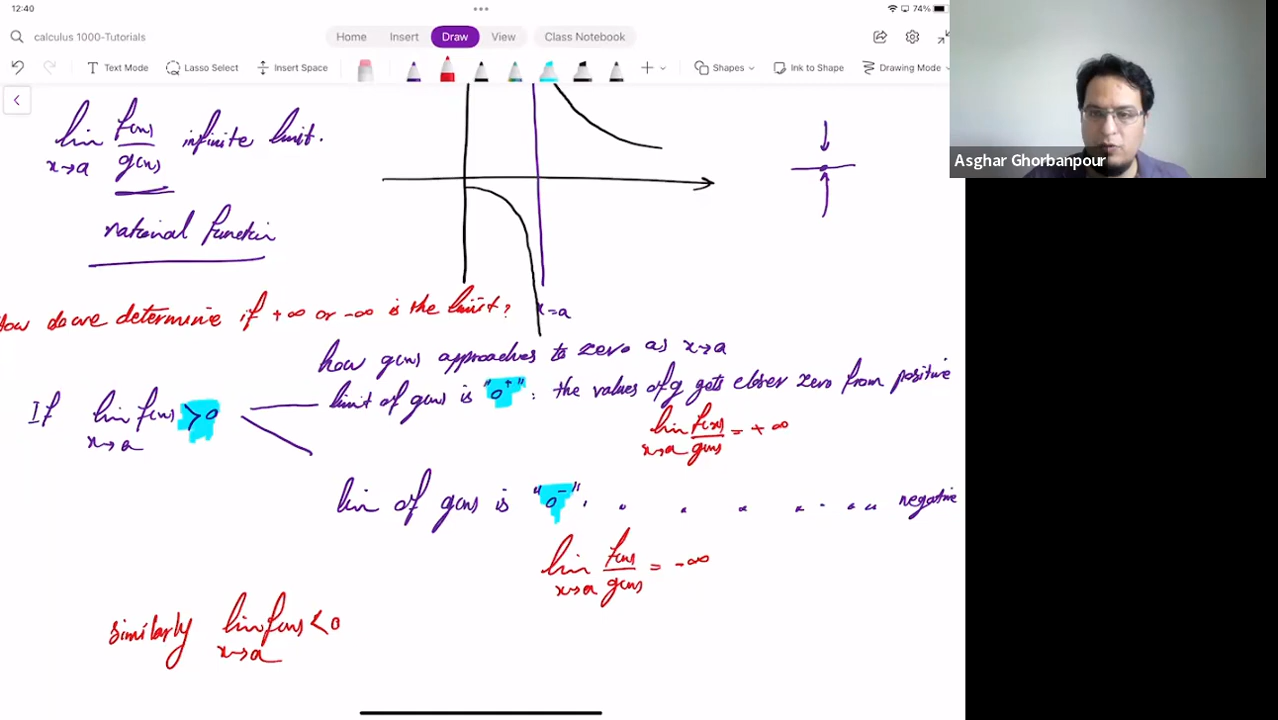 12:40
74%
calculus 1000-Tutorials
Home Insert Draw View Class Notebook
Text Mode Lasso Select Insert Space Shapes Ink to Shape Drawing Mode
Asghar Ghorbanpour
lim f(x)/g(x) infinite limit.
x→a
rational function
x=a
How do we determine if +∞ or -∞ is the limit?
how g(x) approaches to zero as x→a
If lim f(x) >0
x→a
limit of g(x) is "0⁺" : the values of g gets closer zero from positive
lim f(x)/g(x) = +∞
x→a
lim of g(x) is "0⁻" , " " " " " " negative
lim f(x)/g(x) = -∞
x→a
similarly lim f(x) < 0
x→a